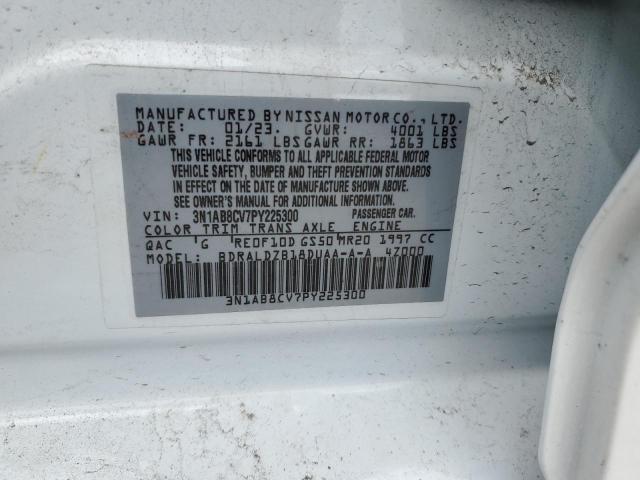 MANUFACTURED BY NISSAN MOTOR CO., LTD.
DATE: 01/23. GVWR: 4001 LBS
GAWR FR: 2161 LBS GAWR RR: 1863 LBS
THIS VEHICLE CONFORMS TO ALL APPLICABLE FEDERAL MOTOR
VEHICLE SAFETY, BUMPER, AND THEFT PREVENTION STANDARDS
IN EFFECT ON THE DATE OF MANUFACTURE SHOWN ABOVE.
SEE OWNER'S MANUAL FOR ADDITIONAL INFORMATION.
VIN: 3N1AB8CV7PY225300 PASSENGER CAR.
COLOR TRIM TRANS AXLE ENGINE
QAC G RE0F10D GS50 MR20 1997 CC
MODEL: BDRALDZB18DUAA-A-A 4Z000
3N1AB8CV7PY225300